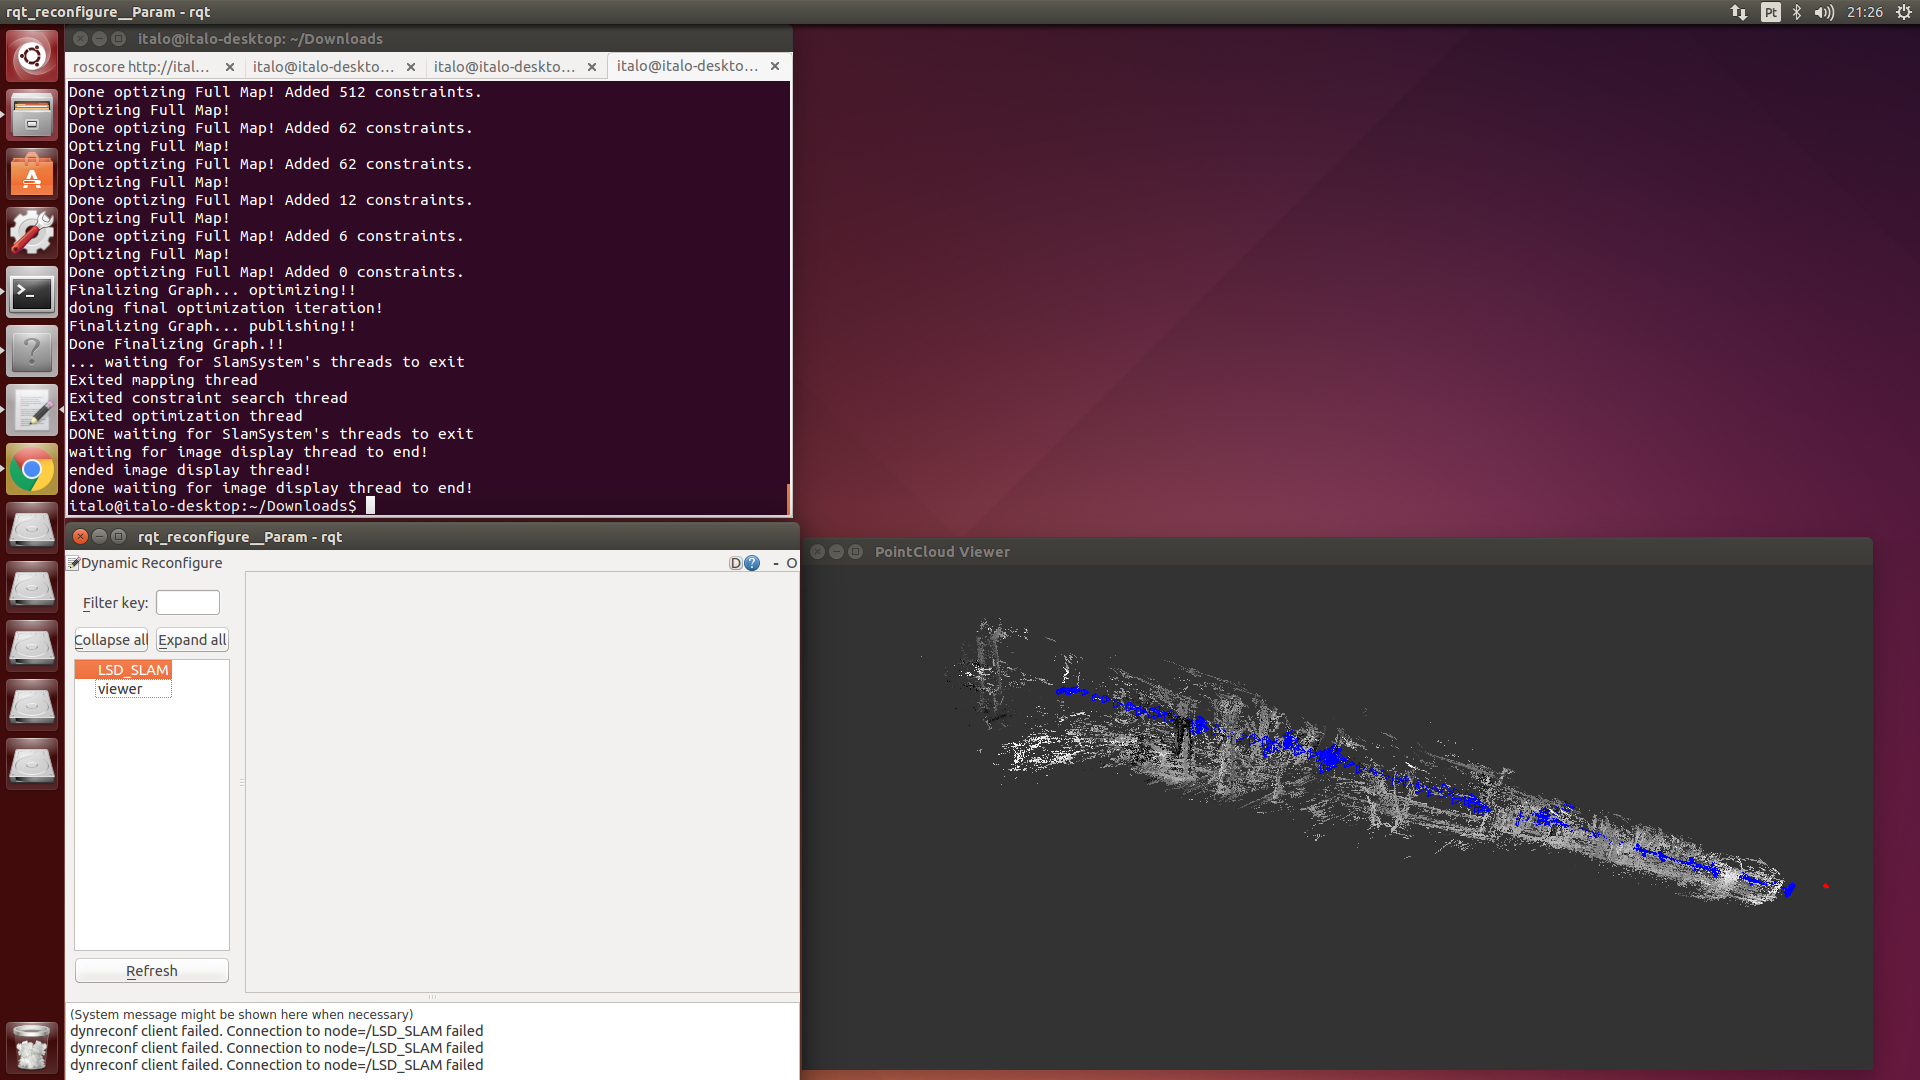 rqt_reconfigure__Param - rqt
Pt
21:26
italo@italo-desktop: ~/Downloads
roscore http://ital...
italo@italo-deskto...
italo@italo-deskto...
italo@italo-deskto...
Done optizing Full Map! Added 512 constraints.
Optizing Full Map!
Done optizing Full Map! Added 62 constraints.
Optizing Full Map!
Done optizing Full Map! Added 62 constraints.
Optizing Full Map!
Done optizing Full Map! Added 12 constraints.
Optizing Full Map!
Done optizing Full Map! Added 6 constraints.
Optizing Full Map!
Done optizing Full Map! Added 0 constraints.
Finalizing Graph... optimizing!!
doing final optimization iteration!
Finalizing Graph... publishing!!
Done Finalizing Graph.!!
... waiting for SlamSystem's threads to exit
Exited mapping thread
Exited constraint search thread
Exited optimization thread
DONE waiting for SlamSystem's threads to exit
waiting for image display thread to end!
ended image display thread!
done waiting for image display thread to end!
italo@italo-desktop:~/Downloads$
rqt_reconfigure__Param - rqt
Dynamic Reconfigure
D
- O
Filter key:
Collapse all
Expand all
LSD_SLAM
viewer
Refresh
(System message might be shown here when necessary)
dynreconf client failed. Connection to node=/LSD_SLAM failed
dynreconf client failed. Connection to node=/LSD_SLAM failed
dynreconf client failed. Connection to node=/LSD_SLAM failed
PointCloud Viewer